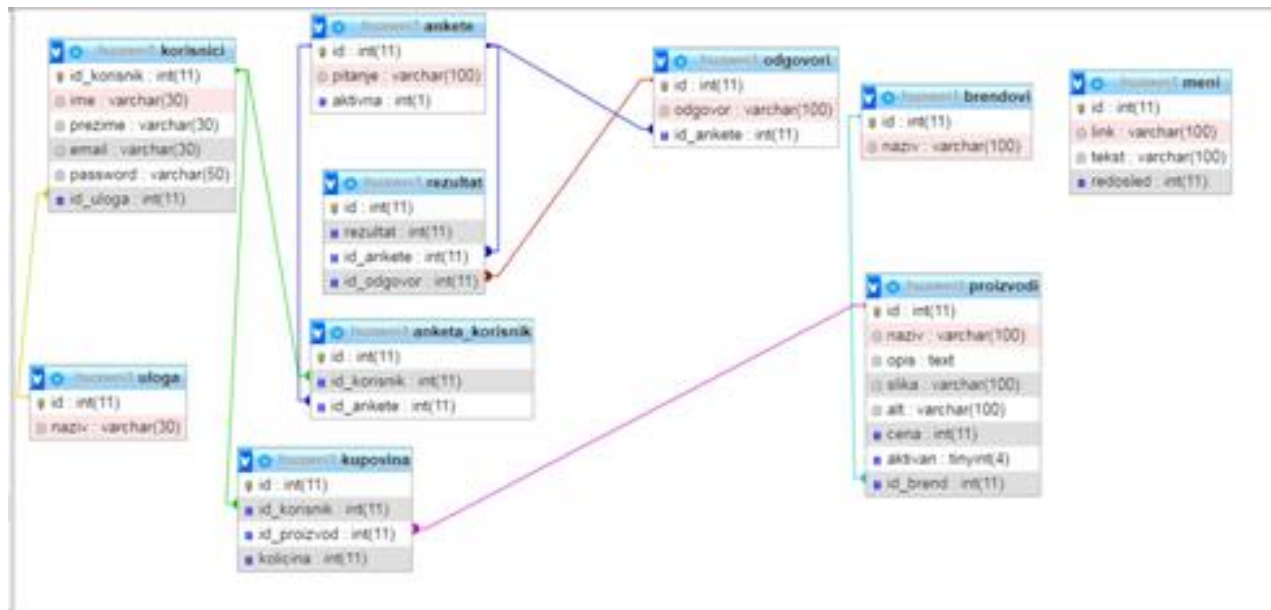 korisnici
id_korisnik : int(11)
ime : varchar(30)
prezime : varchar(30)
email : varchar(30)
password : varchar(50)
id_uloga : int(11)
ankete
id : int(11)
pitanje : varchar(100)
aktivna : int(1)
odgovori
id : int(11)
odgovor : varchar(100)
id_ankete : int(11)
brendovi
id : int(11)
naziv : varchar(100)
meni
id : int(11)
link : varchar(100)
tekst : varchar(100)
redosled : int(11)
rezultat
id : int(11)
rezultat : int(11)
id_ankete : int(11)
id_odgovor : int(11)
anketa_korisnik
id : int(11)
id_korisnik : int(11)
id_ankete : int(11)
uloga
id : int(11)
naziv : varchar(30)
kupovina
id : int(11)
id_korisnik : int(11)
id_proizvod : int(11)
kolicina : int(11)
proizvodi
id : int(11)
naziv : varchar(100)
opis : text
slika : varchar(100)
alt : varchar(100)
cena : int(11)
aktivan : tinyint(4)
id_brend : int(11)